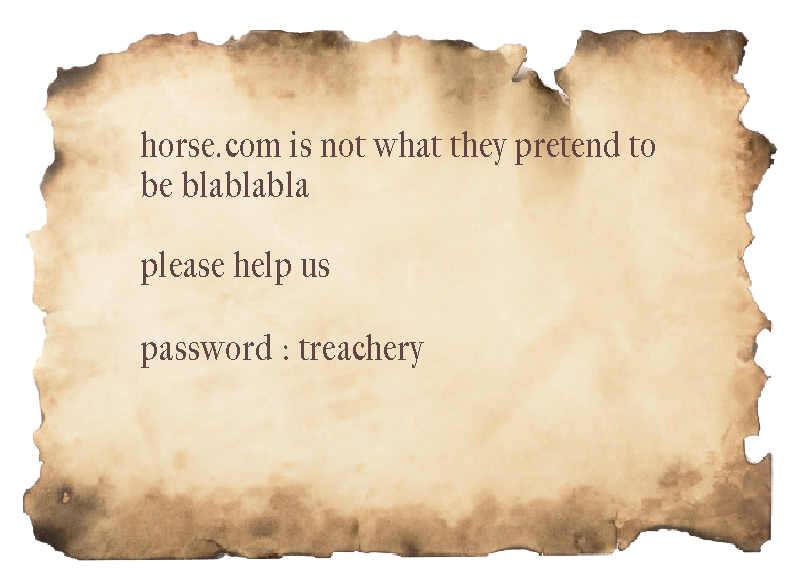 horse.com is not what they pretend to
be blablabla
please help us
password : treachery